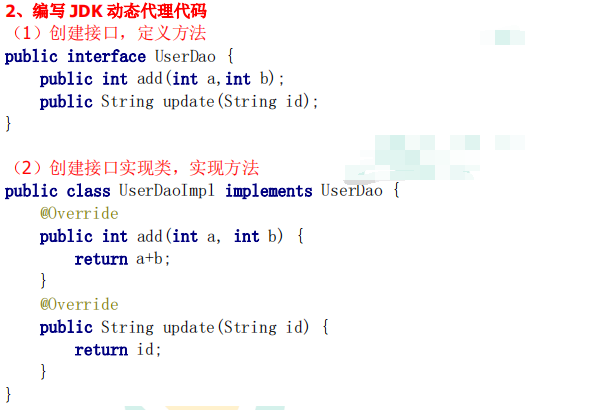 2、编写 JDK 动态代理代码
（1）创建接口，定义方法
public interface UserDao {
    public int add(int a,int b);
    public String update(String id);
}
（2）创建接口实现类，实现方法
public class UserDaoImpl implements UserDao {
    @Override
    public int add(int a, int b) {
        return a+b;
    }
    @Override
    public String update(String id) {
        return id;
    }
}